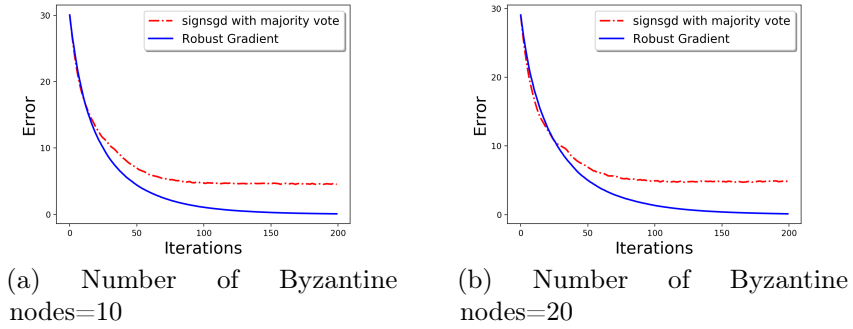 signsgd with majority vote
Robust Gradient
30
20
10
0
Error
0
50
100
150
200
Iterations
(a) Number of Byzantine
nodes=10
signsgd with majority vote
Robust Gradient
30
20
10
0
Error
0
50
100
150
200
Iterations
(b) Number of Byzantine
nodes=20